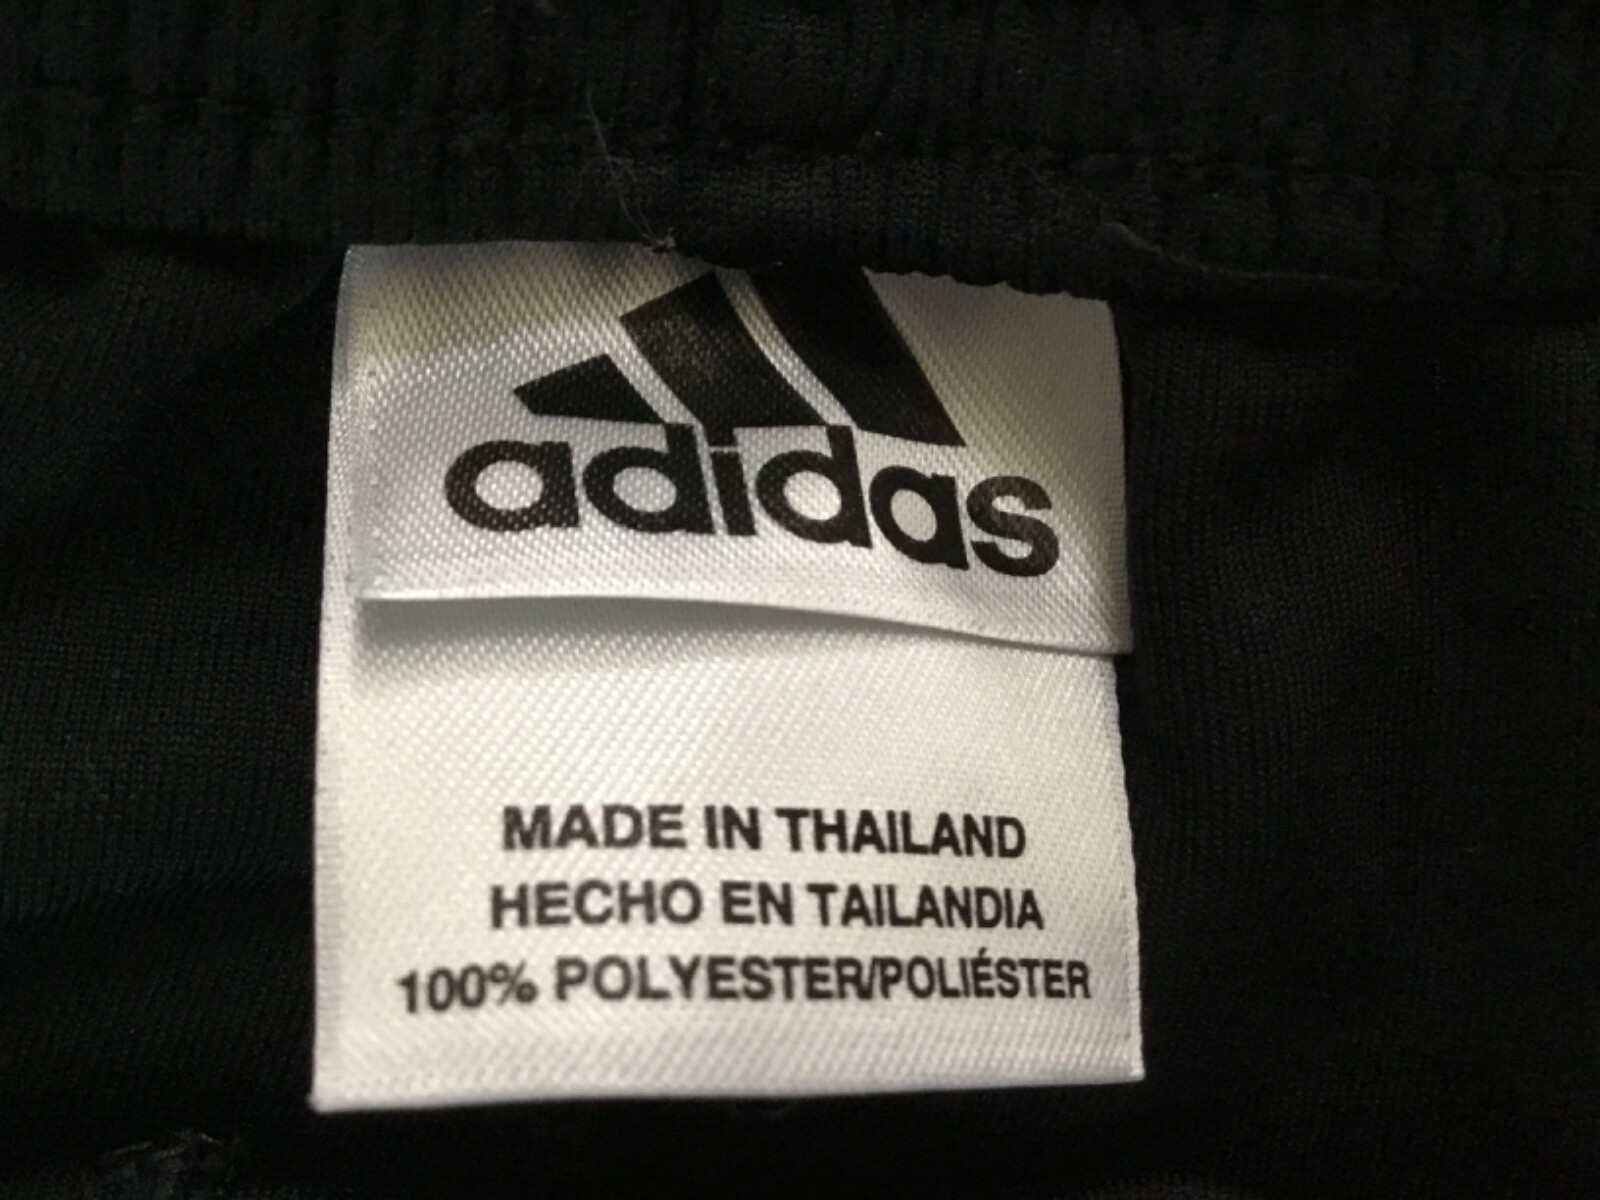 adidas
MADE IN THAILAND
HECHO EN TAILANDIA
100% POLYESTER/POLIÉSTER